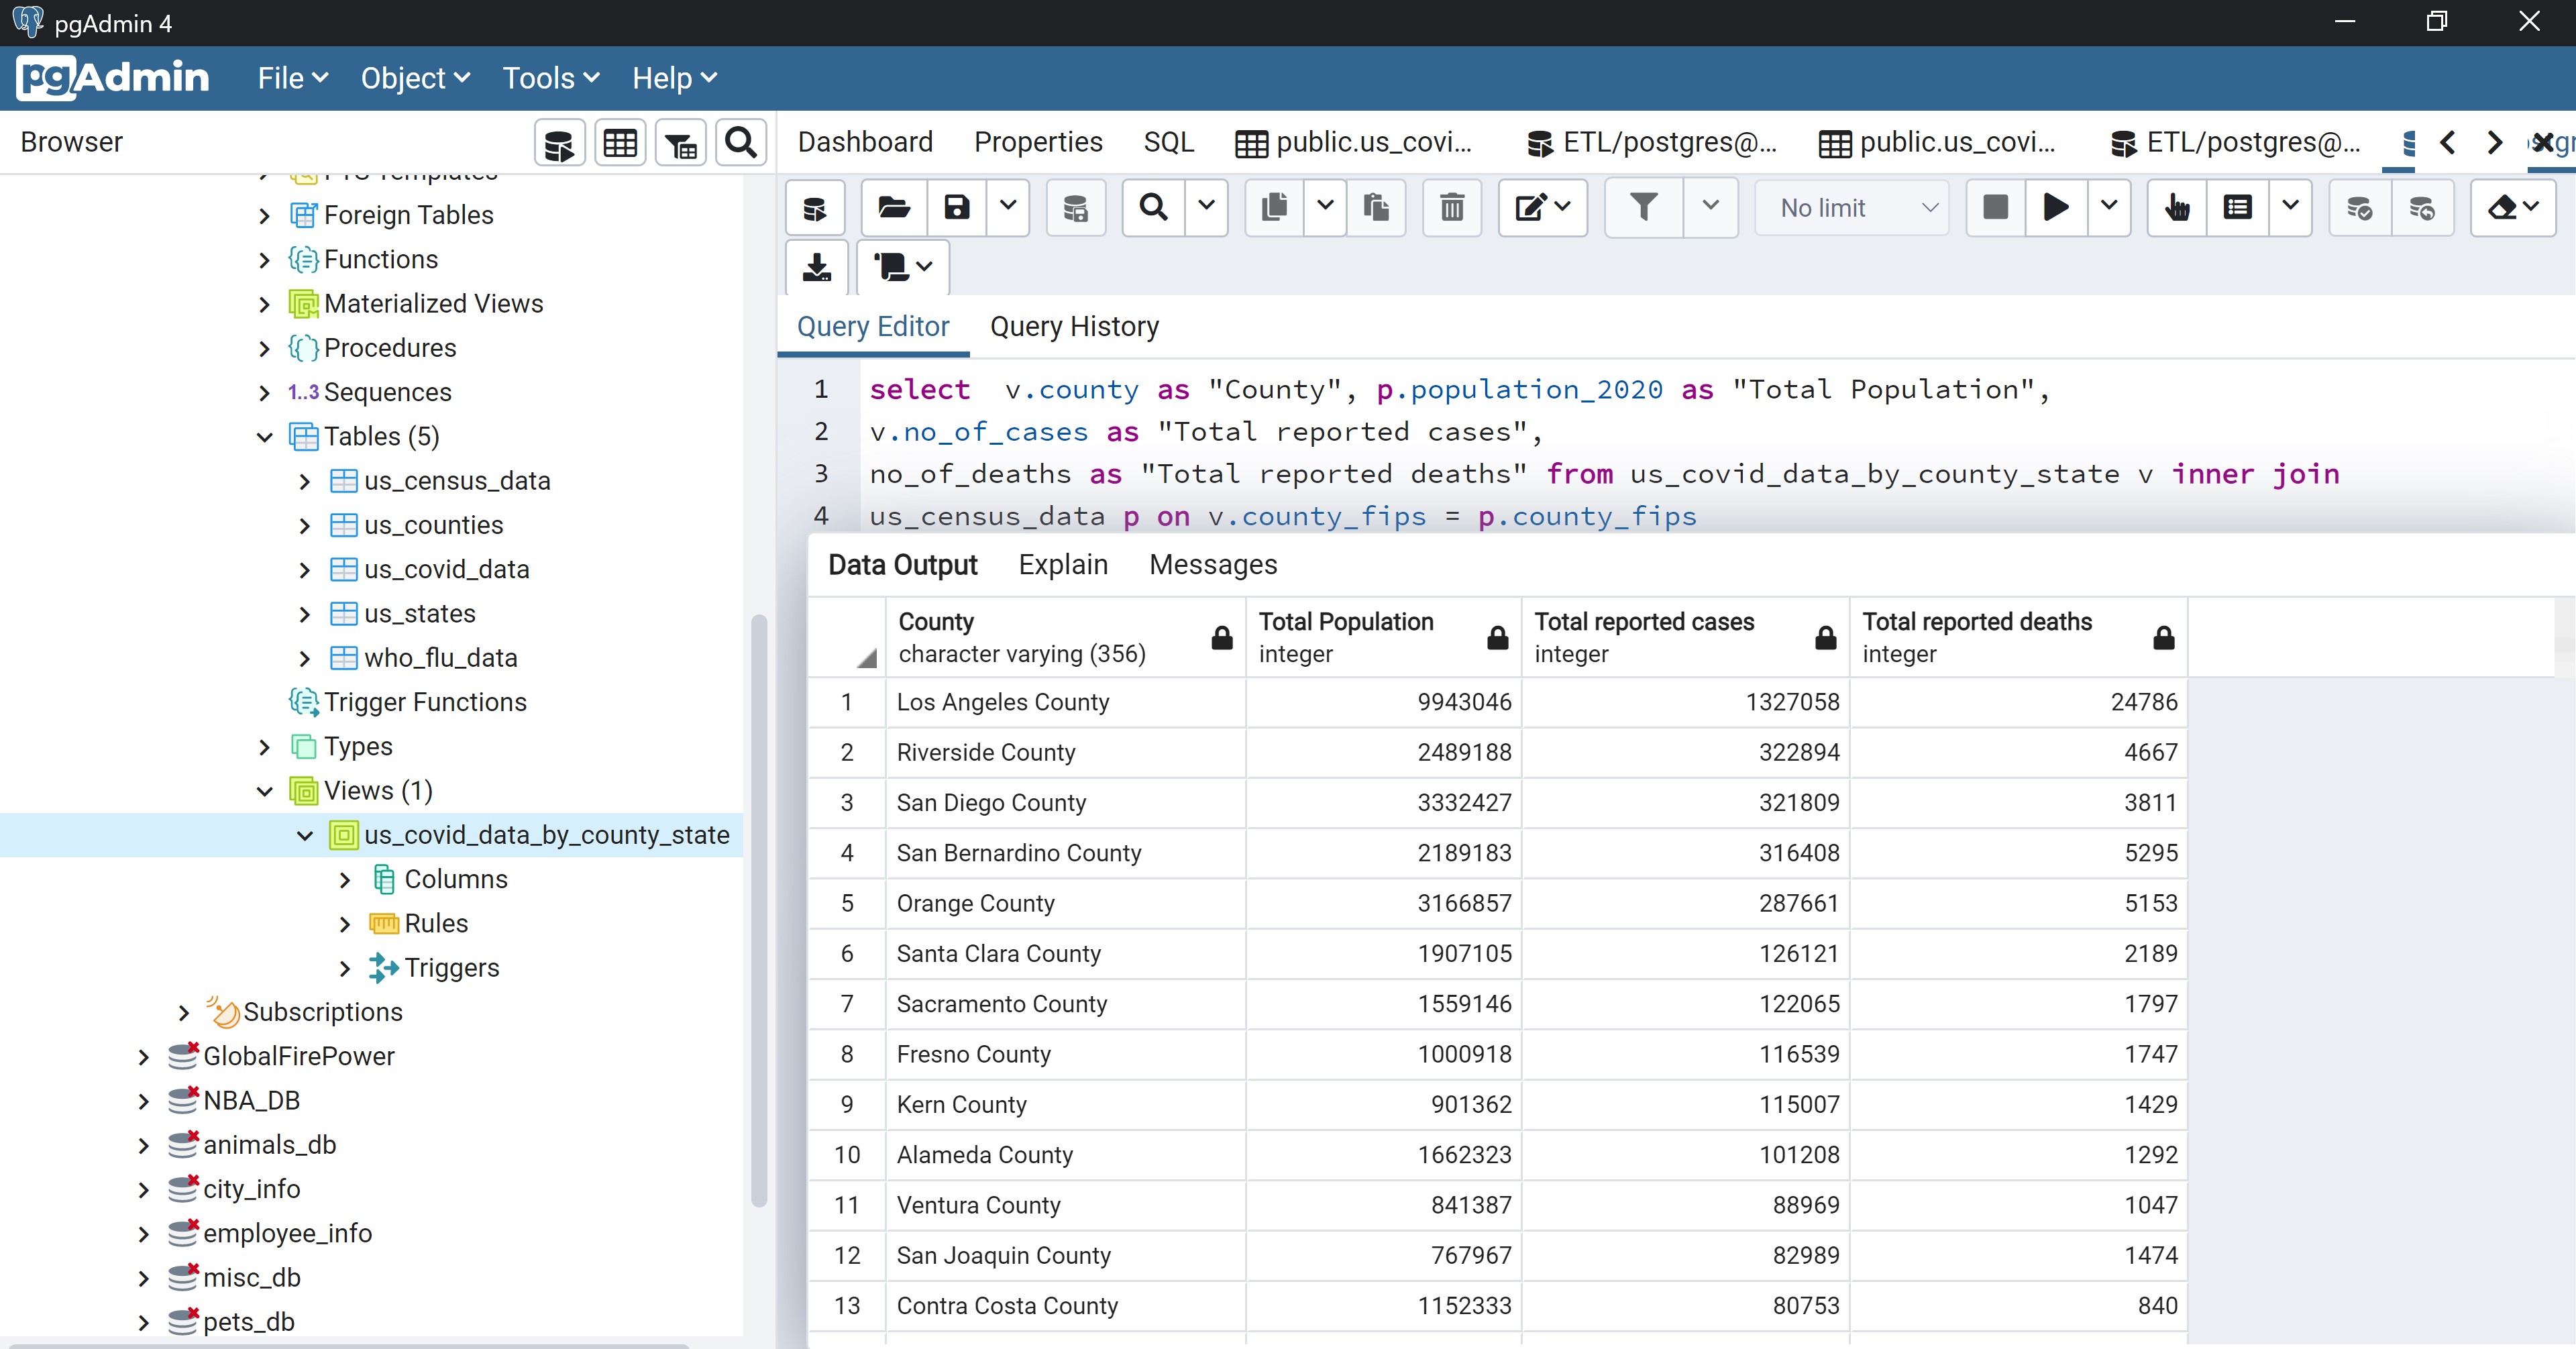 pgAdmin 4
pgAdmin File Object Tools Help
Browser
Dashboard Properties SQL public.us_covi... ETL/postgres@... public.us_covi... ETL/postgres@...
Foreign Tables
Functions
Materialized Views
Procedures
1..3 Sequences
Tables (5)
us_census_data
us_counties
us_covid_data
us_states
who_flu_data
Trigger Functions
Types
Views (1)
us_covid_data_by_county_state
Columns
Rules
Triggers
Subscriptions
GlobalFirePower
NBA_DB
animals_db
city_info
employee_info
misc_db
pets_db
No limit
Query Editor Query History
1 select v.county as "County", p.population_2020 as "Total Population",
2 v.no_of_cases as "Total reported cases",
3 no_of_deaths as "Total reported deaths" from us_covid_data_by_county_state v inner join
4 us_census_data p on v.county_fips = p.county_fips
Data Output Explain Messages
County Total Population Total reported cases Total reported deaths
character varying (356) integer integer integer
1 Los Angeles County 9943046 1327058 24786
2 Riverside County 2489188 322894 4667
3 San Diego County 3332427 321809 3811
4 San Bernardino County 2189183 316408 5295
5 Orange County 3166857 287661 5153
6 Santa Clara County 1907105 126121 2189
7 Sacramento County 1559146 122065 1797
8 Fresno County 1000918 116539 1747
9 Kern County 901362 115007 1429
10 Alameda County 1662323 101208 1292
11 Ventura County 841387 88969 1047
12 San Joaquin County 767967 82989 1474
13 Contra Costa County 1152333 80753 840